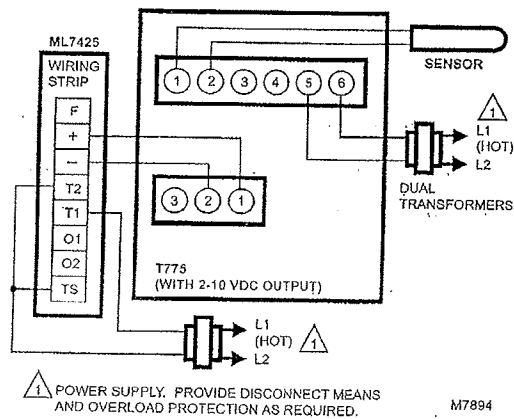 ML7425
WIRING
STRIP
F
+
–
T2
T1
O1
O2
TS
1 2 3 4 5 6
3 2 1
T775
(WITH 2-10 VDC OUTPUT)
SENSOR
1
L1
(HOT)
L2
DUAL
TRANSFORMERS
L1
(HOT)
1
L2
1 POWER SUPPLY. PROVIDE DISCONNECT MEANS
AND OVERLOAD PROTECTION AS REQUIRED.
M7894